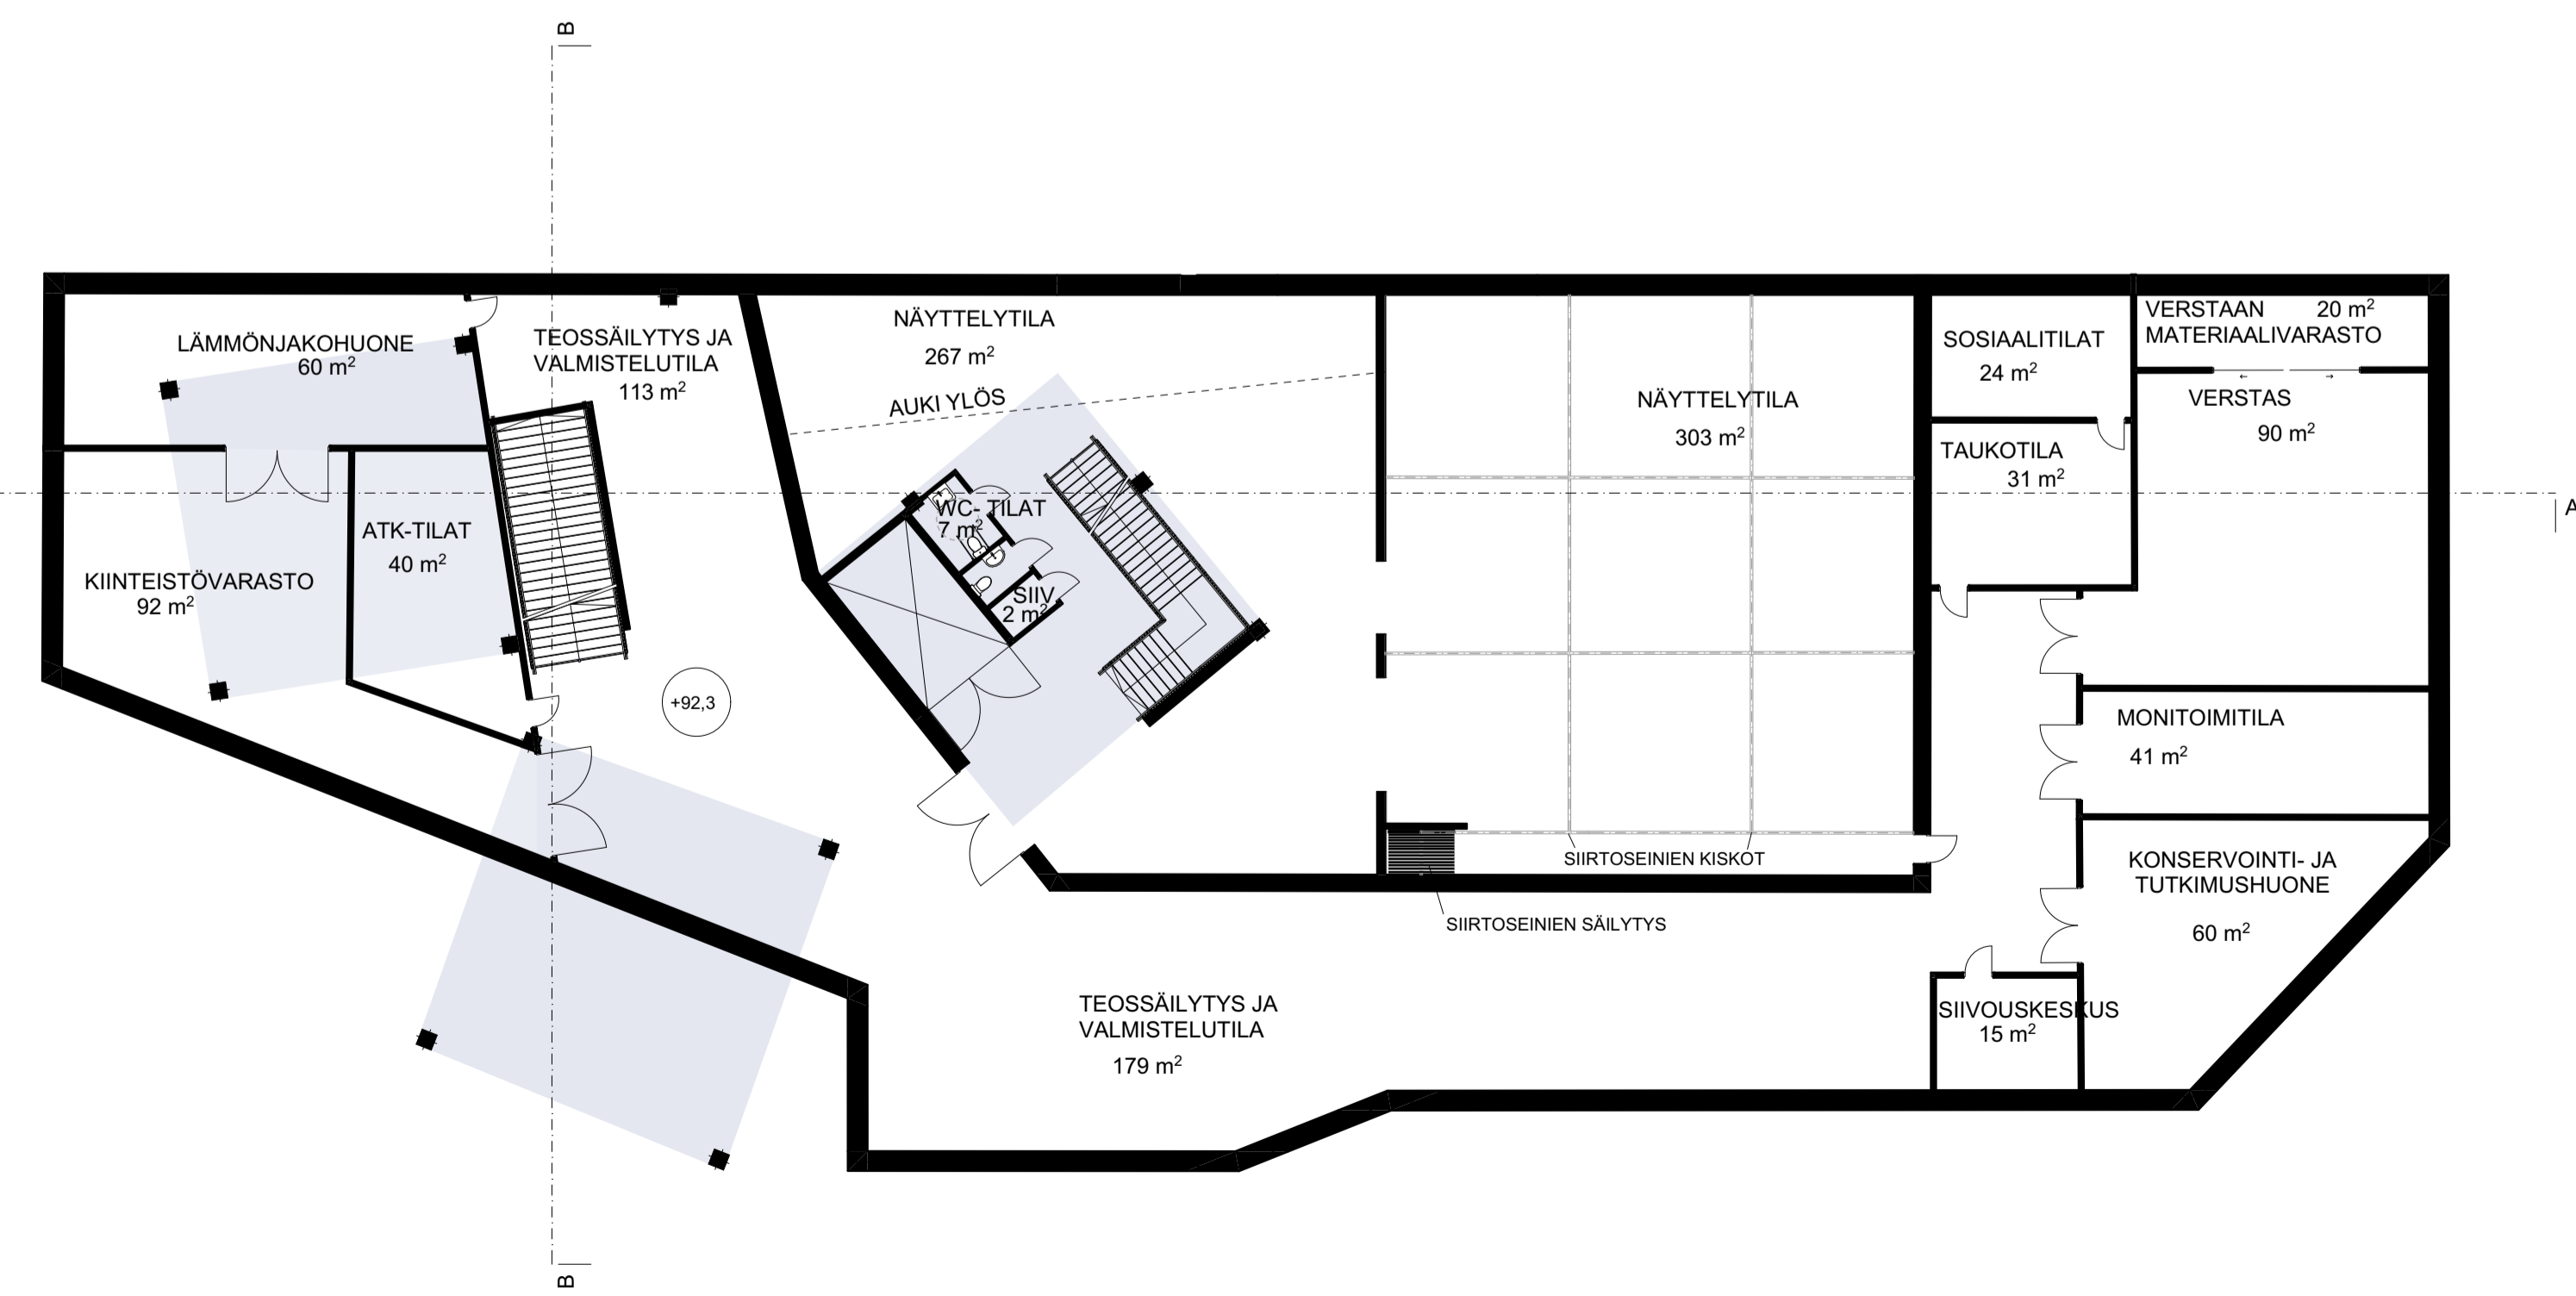 B
LÄMMÖNJAKOHUONE
60 m²
TEOSSÄILYTYS JA
VALMISTELUTILA
113 m²
NÄYTTELYTILA
267 m²
AUKI YLÖS
NÄYTTELYTILA
303 m²
SOSIAALITILAT
24 m²
VERSTAAN 20 m²
MATERIAALIVARASTO
VERSTAS
90 m²
TAUKOTILA
31 m²
A
ATK-TILAT
40 m²
KIINTEISTÖVARASTO
92 m²
WC- TILAT
7 m²
SIIV
2 m²
+92,3
MONITOIMITILA
41 m²
SIIRTOSEINIEN KISKOT
SIIRTOSEINIEN SÄILYTYS
KONSERVOINTI- JA
TUTKIMUSHUONE
60 m²
TEOSSÄILYTYS JA
VALMISTELUTILA
179 m²
SIIVOUSKESKUS
15 m²
B